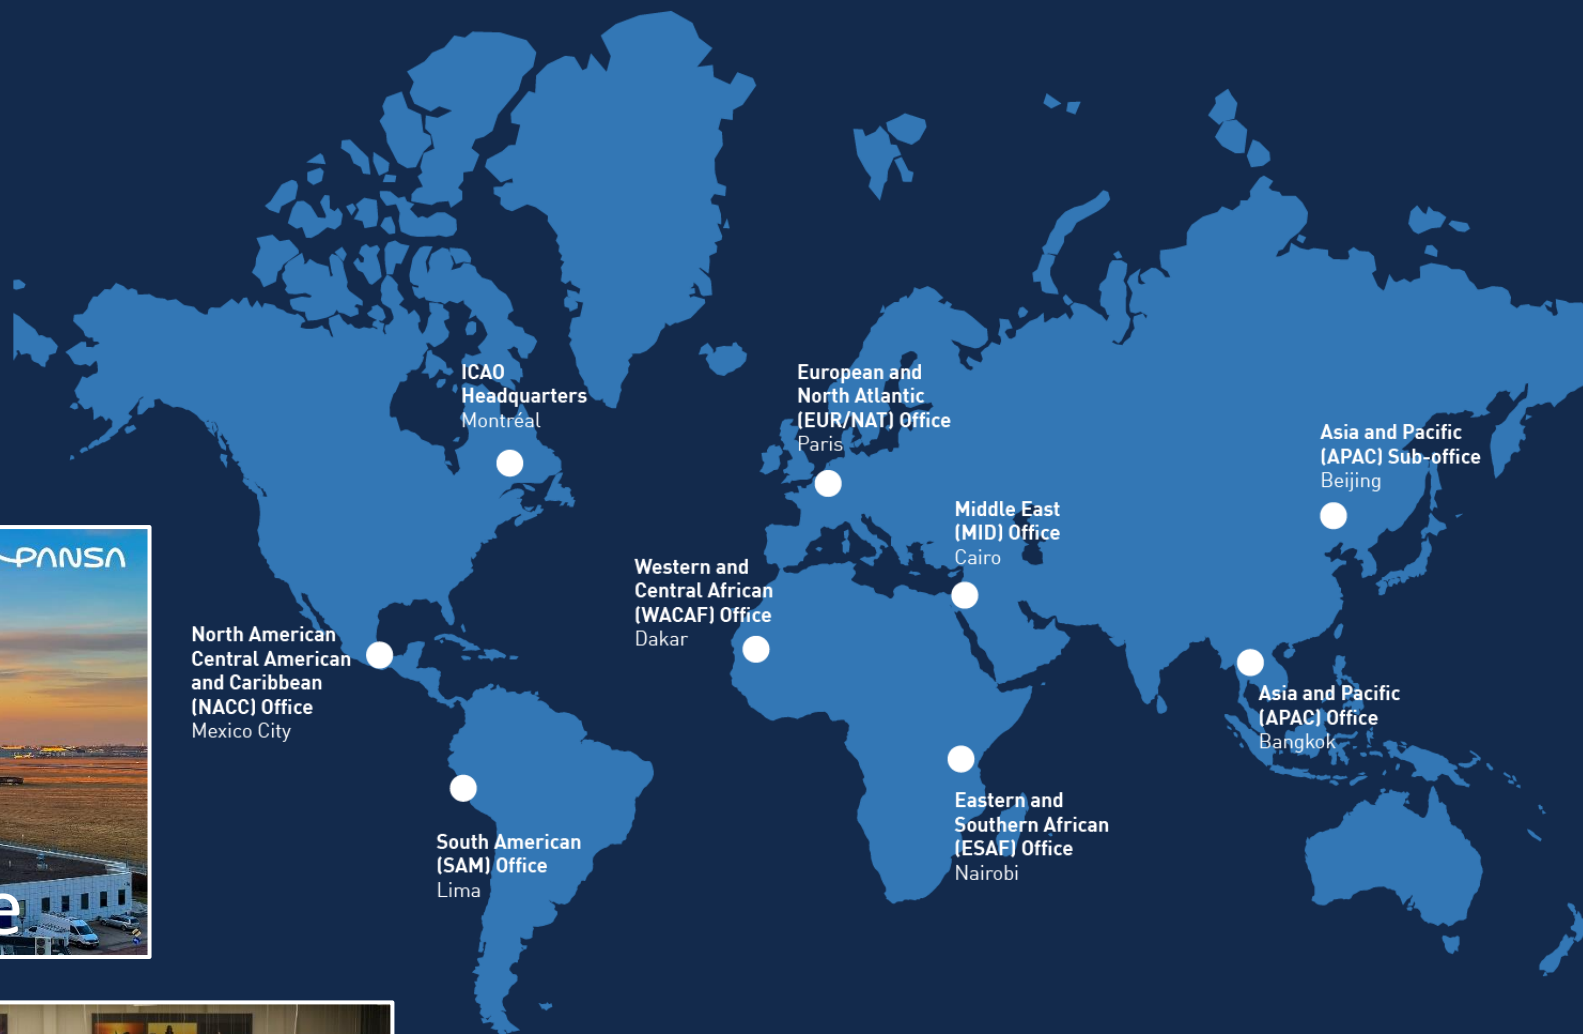 ICAO
Headquarters
Montréal
European and
North Atlantic
(EUR/NAT) Office
Paris
Asia and Pacific
(APAC) Sub-office
Beijing
Middle East
(MID) Office
Cairo
Western and
Central African
(WACAF) Office
Dakar
PANSA
North American
Central American
and Caribbean
(NACC) Office
Mexico City
Asia and Pacific
(APAC) Office
Bangkok
Eastern and
Southern African
(ESAF) Office
Nairobi
South American
(SAM) Office
Lima
e